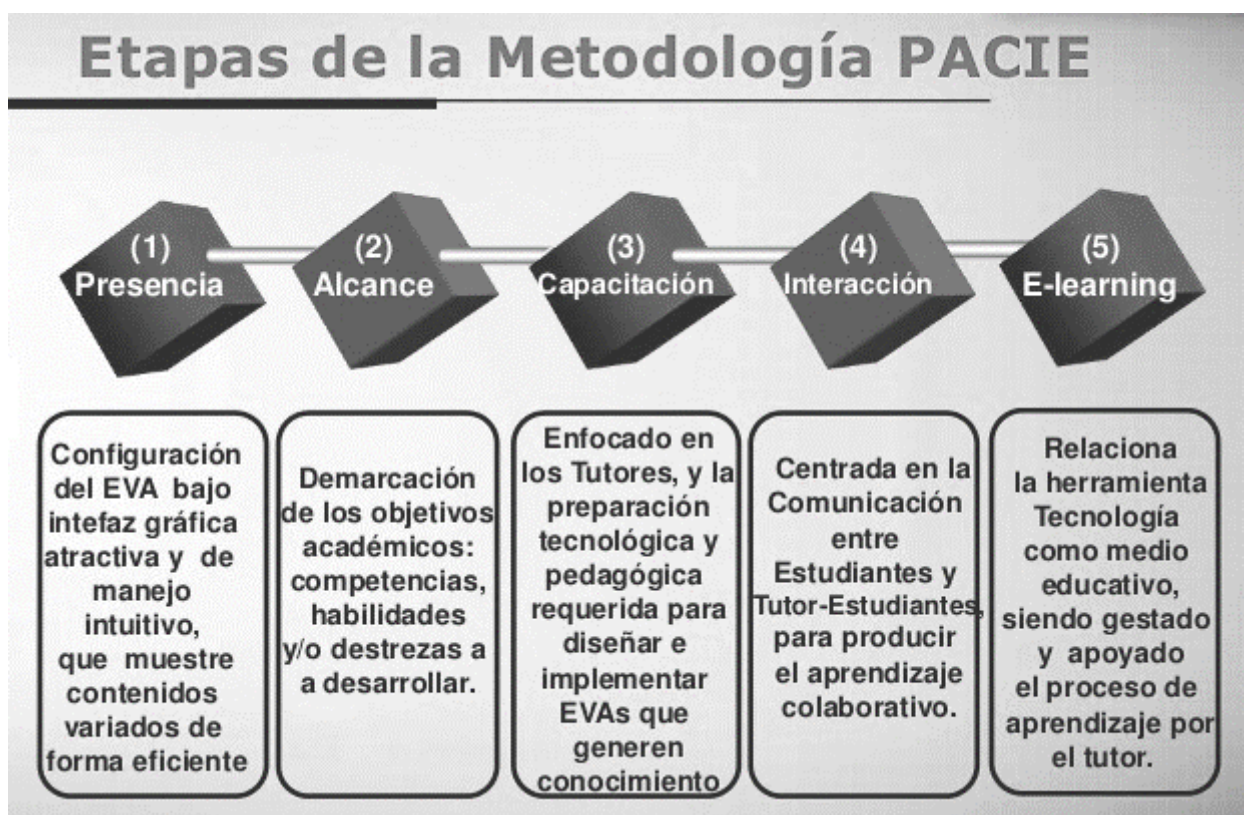 Etapas de la Metodología PACIE
(1)
Presencia
(2)
Alcance
(3)
Capacitación
(4)
Interacción
(5)
E-learning
Configuración
del EVA bajo
intefaz gráfica
atractiva y de
manejo
intuitivo,
que muestre
contenidos
variados de
forma eficiente
Demarcación
de los objetivos
académicos:
competencias,
habilidades
y/o destrezas a
a desarrollar.
Enfocado en
los Tutores, y la
preparación
tecnológica y
pedagógica
requerida para
diseñar e
implementar
EVAs que
generen
conocimiento
Centrada en la
Comunicación
entre
Estudiantes y
Tutor-Estudiantes,
para producir
el aprendizaje
colaborativo.
Relaciona
la herramienta
Tecnología
como medio
educativo,
siendo gestado
y apoyado
el proceso de
aprendizaje por
el tutor.